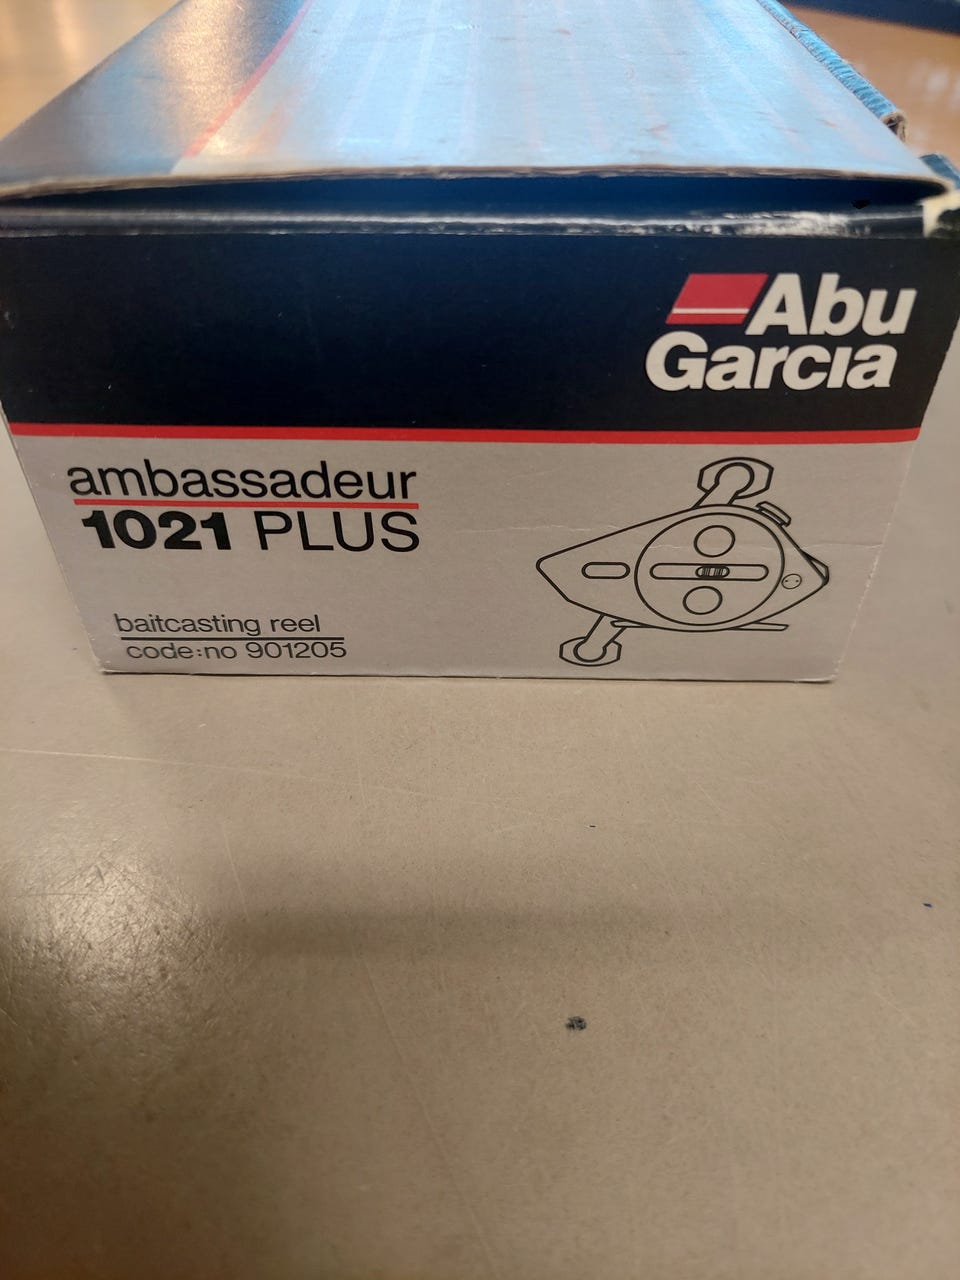 Abu
Garcia
ambassadeur
1021 PLUS
baitcasting reel
code:no 901205